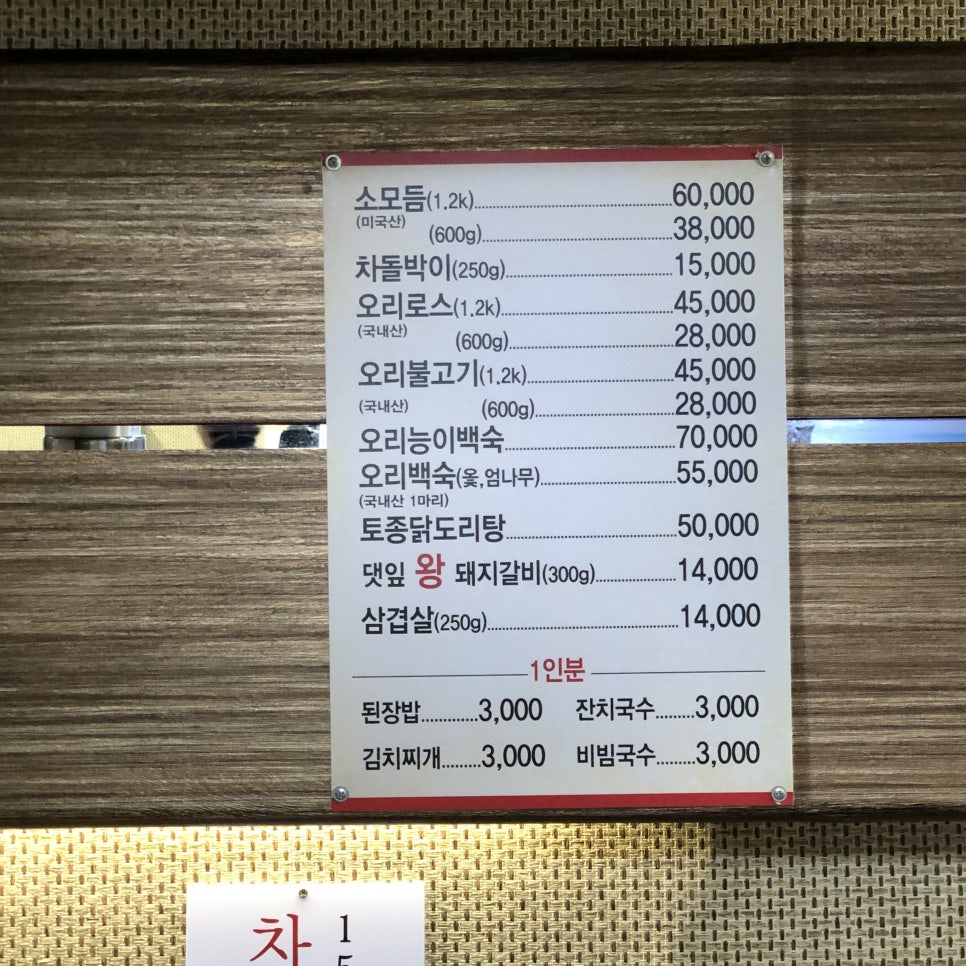 소모듬(1.2k)........60,000
(미국산)
(600g)........38,000
차돌박이(250g)........15,000
오리로스(1.2k)........45,000
(국내산)
(600g)........28,000
오리불고기(1.2k)........45,000
(국내산) (600g)........28,000
오리능이백숙........70,000
오리백숙(옻,엄나무)........55,000
(국내산 1마리)
토종닭도리탕........50,000
댓잎 왕 돼지갈비(300g)........14,000
삼겹살(250g)........14,000
1인분
된장밥........3,000 잔치국수........3,000
김치찌개........3,000 비빔국수........3,000
차 1